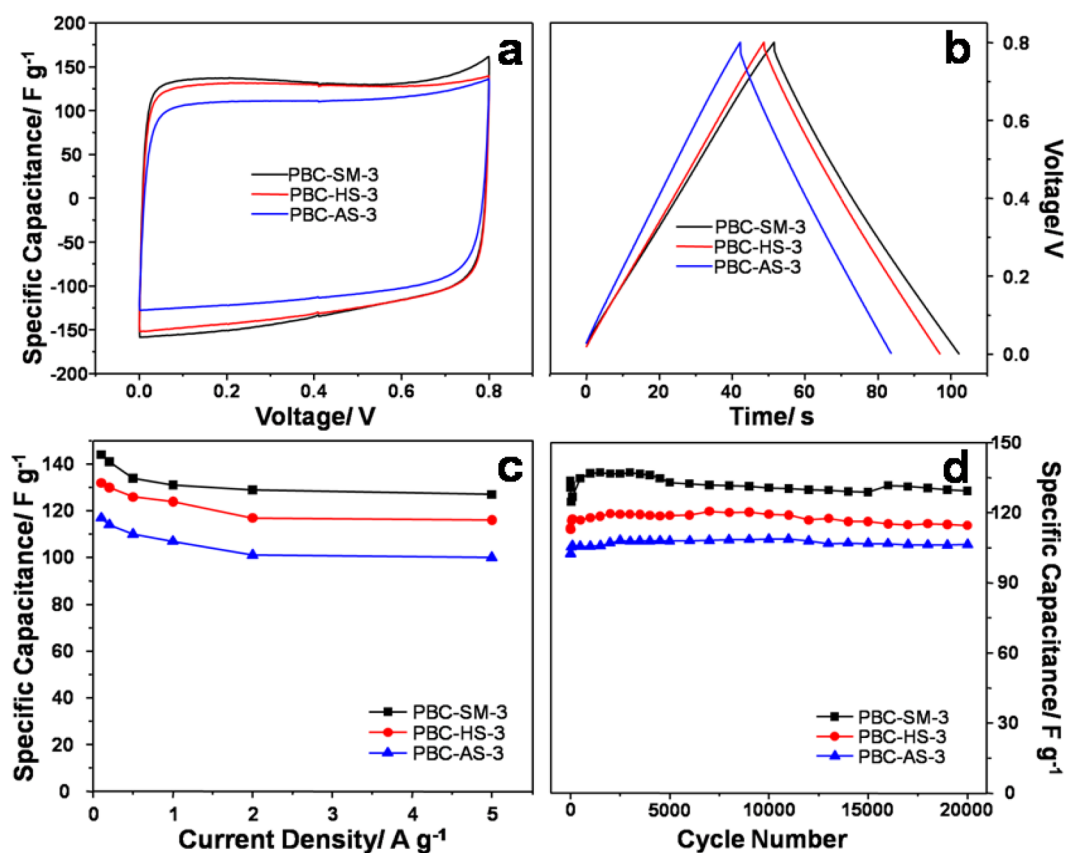 a
Specific Capacitance/ F g-1
200
150
100
50
0
-50
-100
-150
-200
PBC-SM-3
PBC-HS-3
PBC-AS-3
0.0 0.2 0.4 0.6 0.8
Voltage/ V
b
PBC-SM-3
PBC-HS-3
PBC-AS-3
0.8
0.6
0.4
0.2
0.0
Voltage/ V
0 20 40 60 80 100
Time/ s
c
Specific Capacitance/ F g-1
140
120
100
80
60
40
20
0
PBC-SM-3
PBC-HS-3
PBC-AS-3
0 1 2 3 4 5
Current Density/ A g-1
d
150
120
90
60
30
0
Specific Capacitance/ F g-1
PBC-SM-3
PBC-HS-3
PBC-AS-3
0 5000 10000 15000 20000
Cycle Number